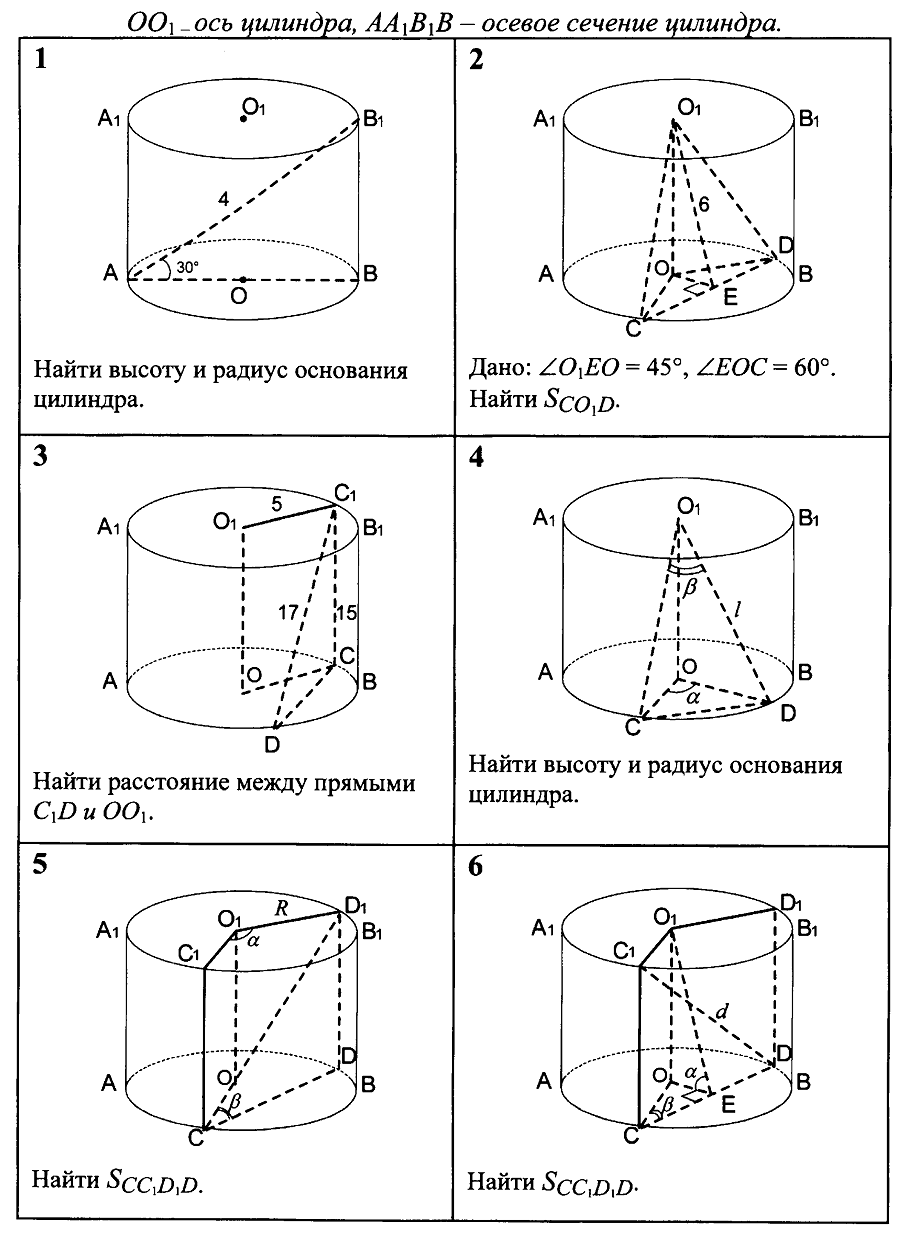 OO₁ – ось цилиндра, AA₁B₁B – осевое сечение цилиндра.
1
A₁ O₁ B₁
4
A 30° B
O
Найти высоту и радиус основания
цилиндра.
2
A₁ O₁ B₁
6
D
A O B
E
C
Дано: ∠O₁EO = 45°, ∠EOC = 60°.
Найти S_CO₁D.
3
C₁
5
A₁ O₁ B₁
17 15
C
A O B
D
Найти расстояние между прямыми
C₁D и OO₁.
4
O₁
A₁ B₁
β
l
O
A B
α
C D
Найти высоту и радиус основания
цилиндра.
5
R D₁
O₁
A₁ α B₁
C₁
D
A O B
β
C
Найти S_CC₁D₁D.
6
D₁
O₁
A₁ B₁
C₁
d
D
A O α B
β E
C
Найти S_CC₁D₁D.